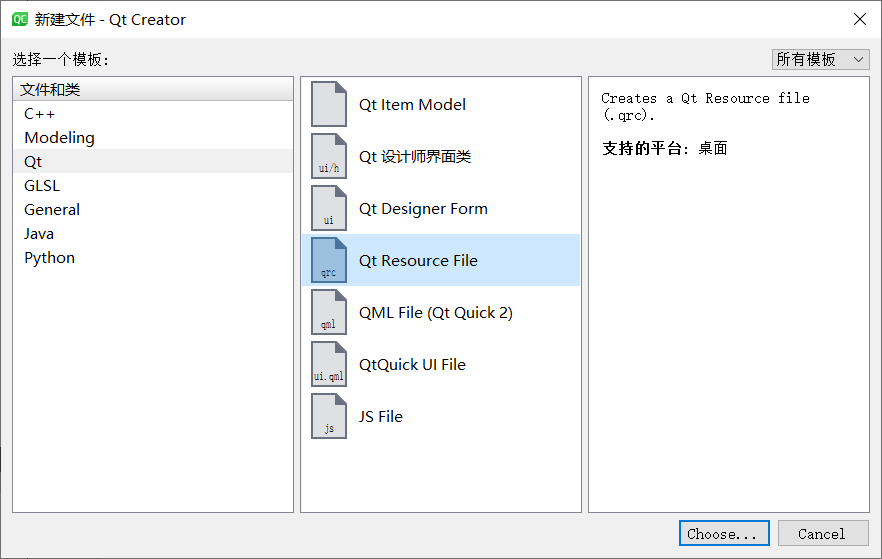 QC 新建文件 - Qt Creator
选择一个模板：
所有模板
文件和类
C++
Modeling
Qt
GLSL
General
Java
Python
Qt Item Model
ui/h
Qt 设计师界面类
ui
Qt Designer Form
qrc
Qt Resource File
qml
QML File (Qt Quick 2)
ui.qml
QtQuick UI File
js
JS File
Creates a Qt Resource file
(.qrc).
支持的平台：桌面
Choose...
Cancel